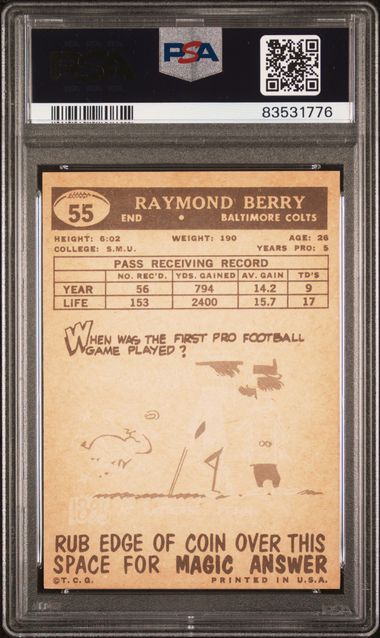 PSA
PSA
83531776
55
RAYMOND BERRY
END • BALTIMORE COLTS
HEIGHT: 6:02 WEIGHT: 190 AGE: 26
COLLEGE: S.M.U. YEARS PRO: 5
PASS RECEIVING RECORD
NO. REC'D. YDS. GAINED AV. GAIN TD'S
YEAR 56 794 14.2 9
LIFE 153 2400 15.7 17
WHEN WAS THE FIRST PRO FOOTBALL
GAME PLAYED?
RUB EDGE OF COIN OVER THIS
SPACE FOR MAGIC ANSWER
©T.C.G. PRINTED IN U.S.A.